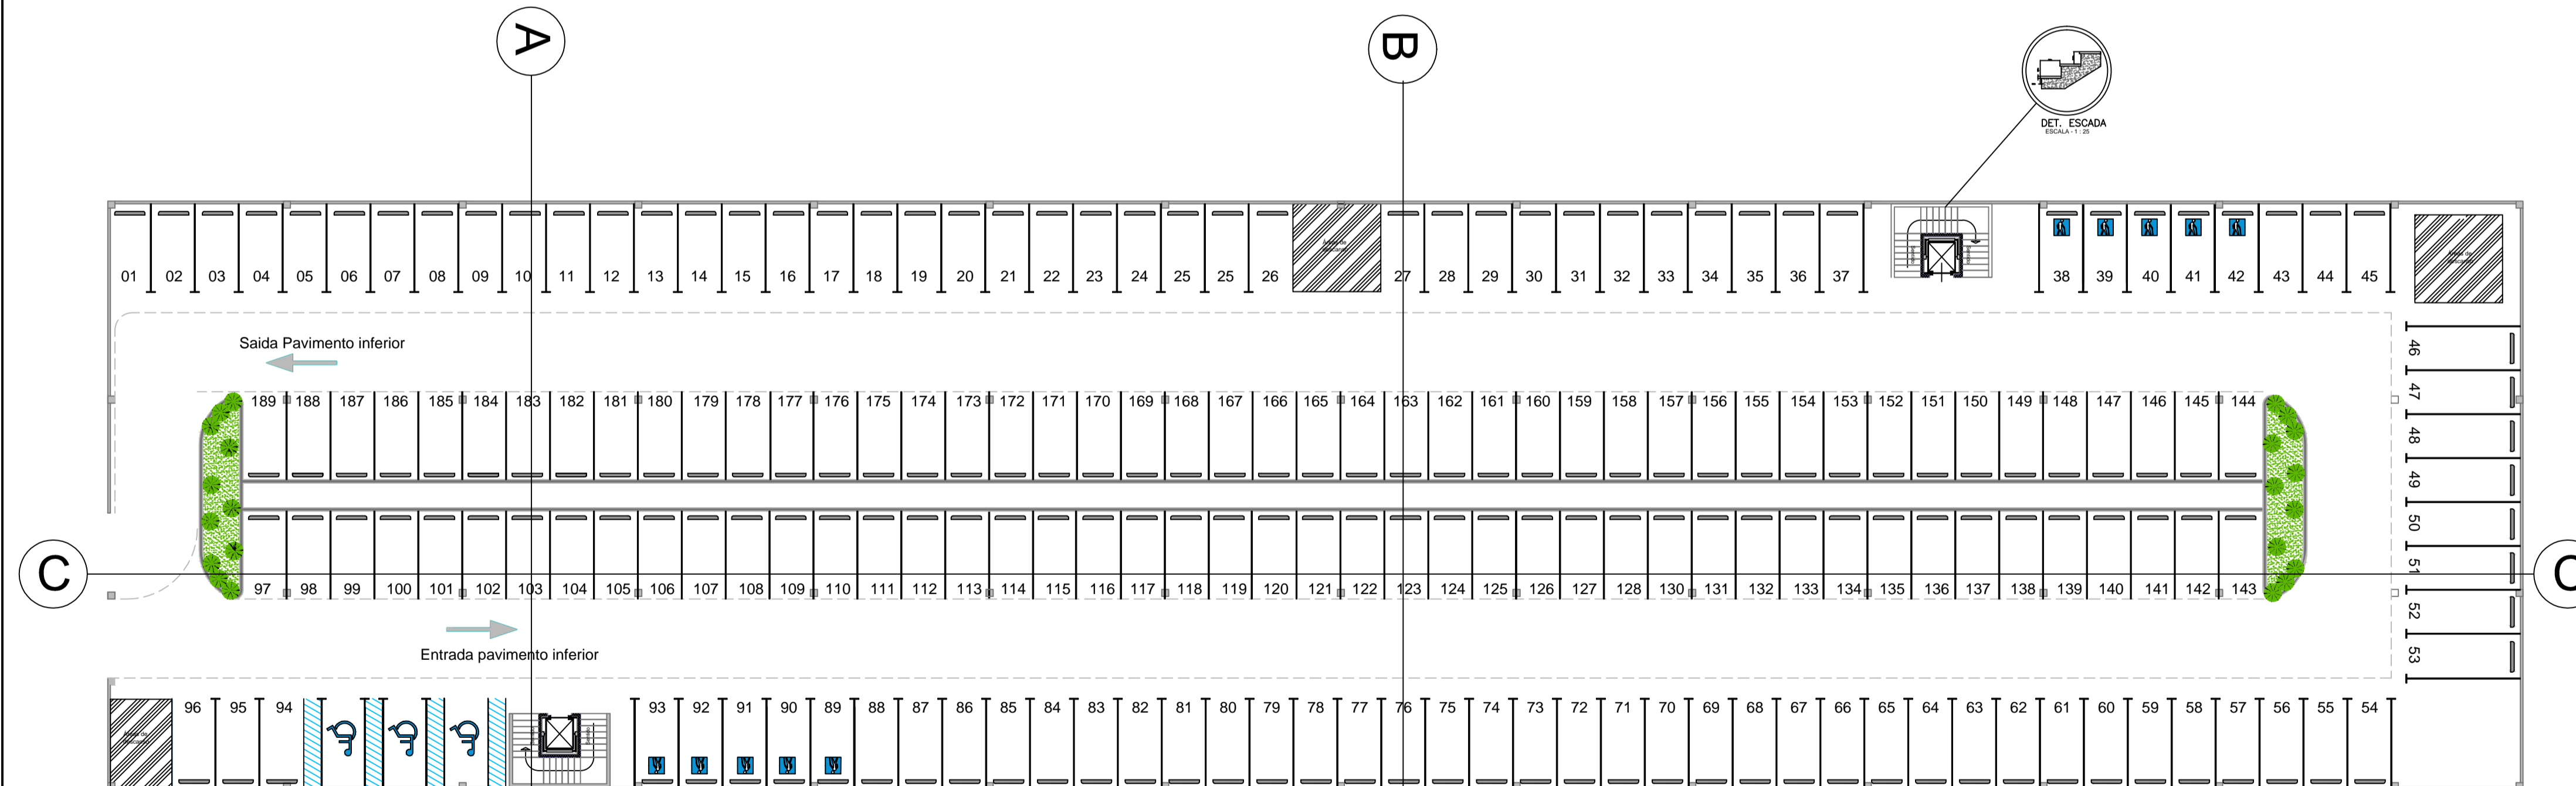 A
B
DET. ESCADA
ESCALA - 1 : 25
01 02 03 04 05 06 07 08 09 10 11 12 13 14 15 16 17 18 19 20 21 22 23 24 25 25 26 27 28 29 30 31 32 33 34 35 36 37 38 39 40 41 42 43 44 45
Saida Pavimento inferior
46
47
48
49
50
51
52
53
189 188 187 186 185 184 183 182 181 180 179 178 177 176 175 174 173 172 171 170 169 168 167 166 165 164 163 162 161 160 159 158 157 156 155 154 153 152 151 150 149 148 147 146 145 144
C
C
97 98 99 100 101 102 103 104 105 106 107 108 109 110 111 112 113 114 115 116 117 118 119 120 121 122 123 124 125 126 127 128 130 131 132 133 134 135 136 137 138 139 140 141 142 143
Entrada pavimento inferior
96 95 94 93 92 91 90 89 88 87 86 85 84 83 82 81 80 79 78 77 76 75 74 73 72 71 70 69 68 67 66 65 64 63 62 61 60 59 58 57 56 55 54